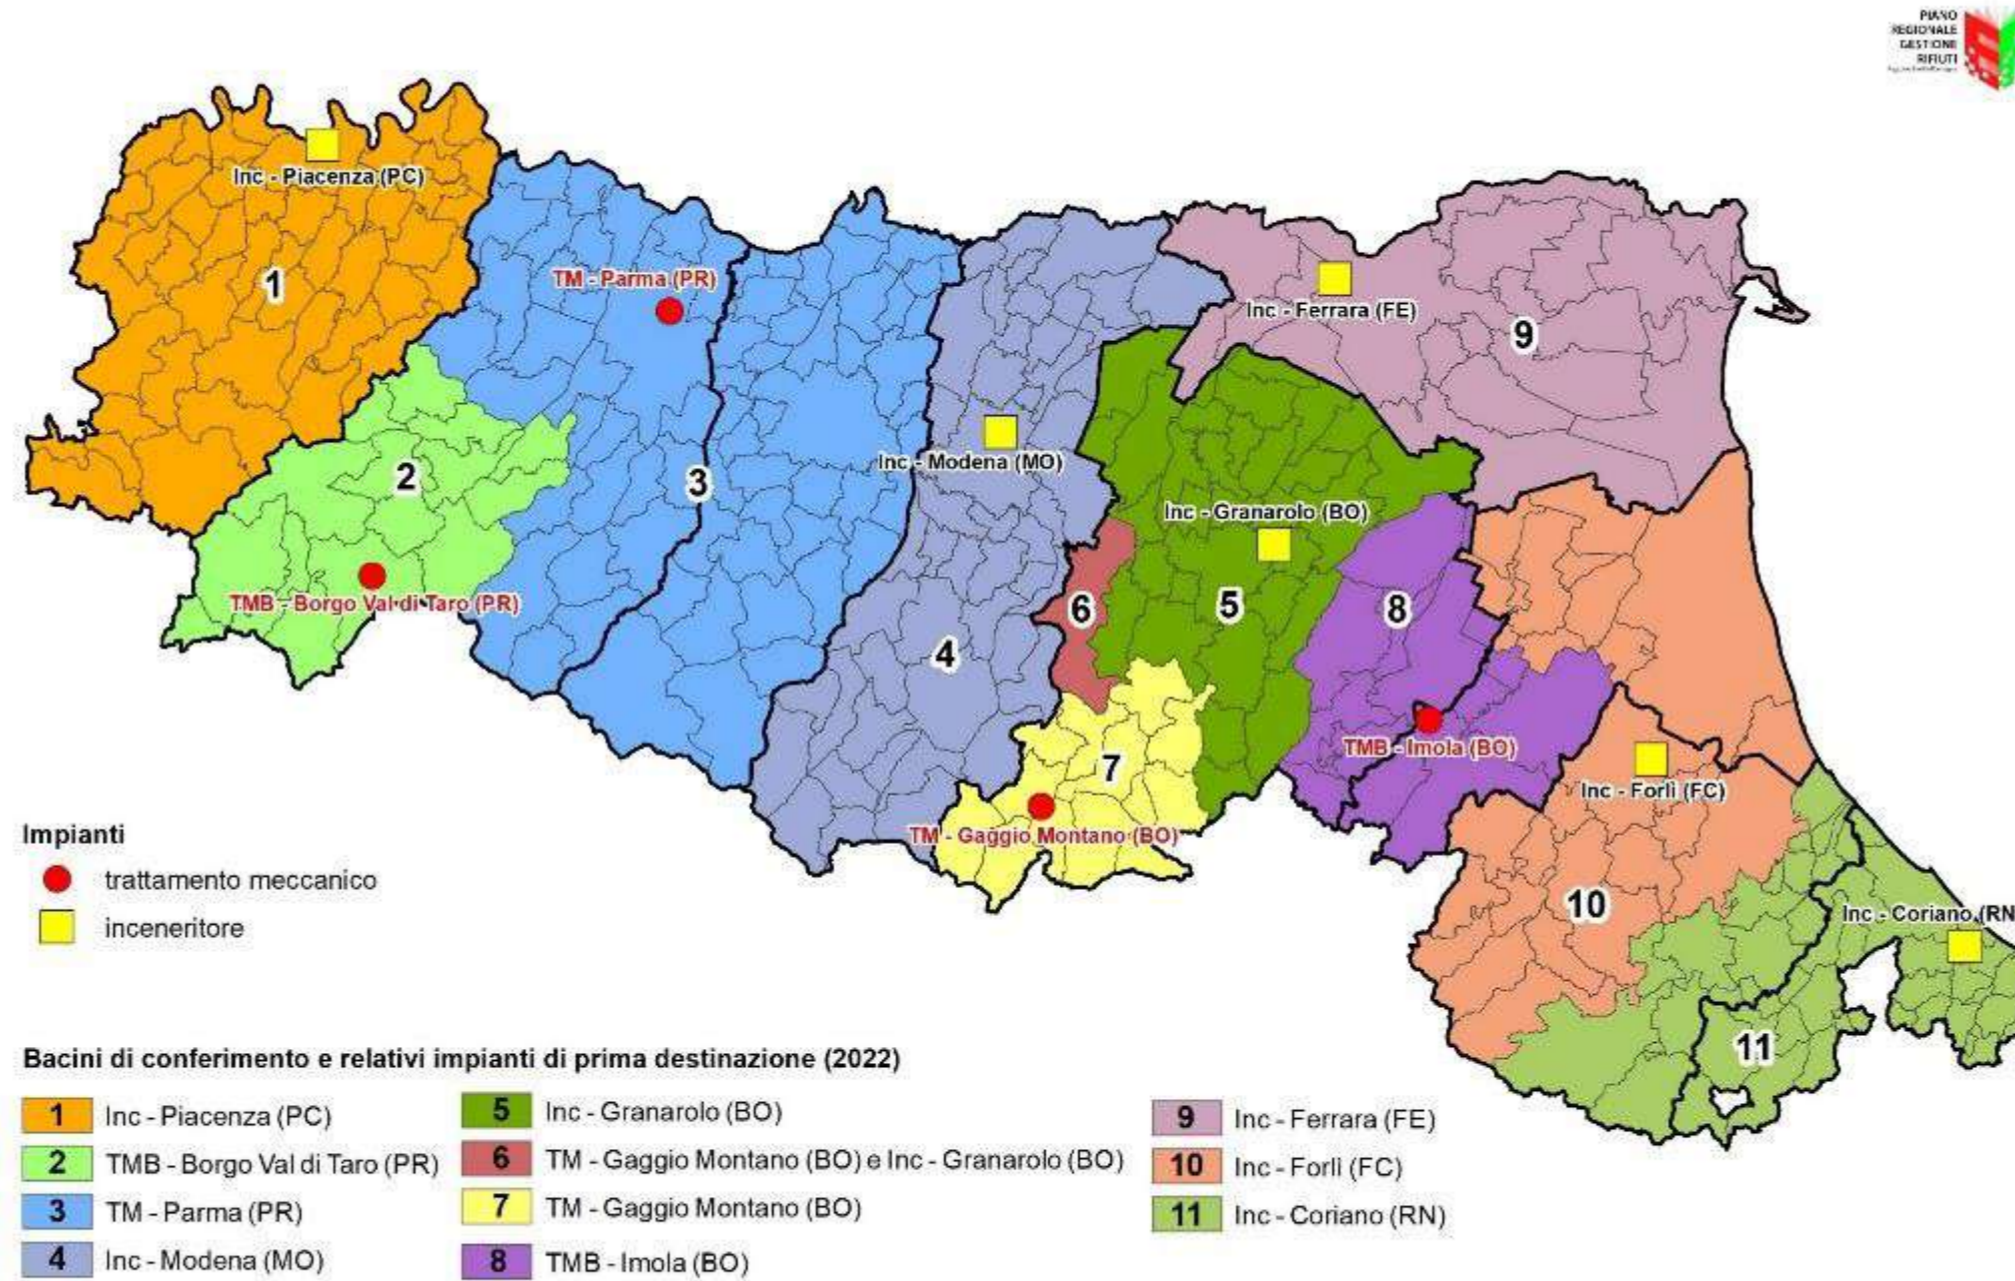 PIANO
REGIONALE
GESTIONE
RIFIUTI
Inc - Piacenza (PC)
1
TM - Parma (PR)
Inc - Ferrara (FE)
9
2
3
Inc - Modena (MO)
Inc - Granarolo (BO)
TMB - Borgo Val di Taro (PR)
6
5
8
4
TMB - Imola (BO)
7
Inc - Forlì (FC)
TM - Gaggio Montano (BO)
10
Inc - Coriano (RN
11
Impianti
trattamento meccanico
inceneritore
Bacini di conferimento e relativi impianti di prima destinazione (2022)
1 Inc - Piacenza (PC)
2 TMB - Borgo Val di Taro (PR)
3 TM - Parma (PR)
4 Inc - Modena (MO)
5 Inc - Granarolo (BO)
6 TM - Gaggio Montano (BO) e Inc - Granarolo (BO)
7 TM - Gaggio Montano (BO)
8 TMB - Imola (BO)
9 Inc - Ferrara (FE)
10 Inc - Forlì (FC)
11 Inc - Coriano (RN)